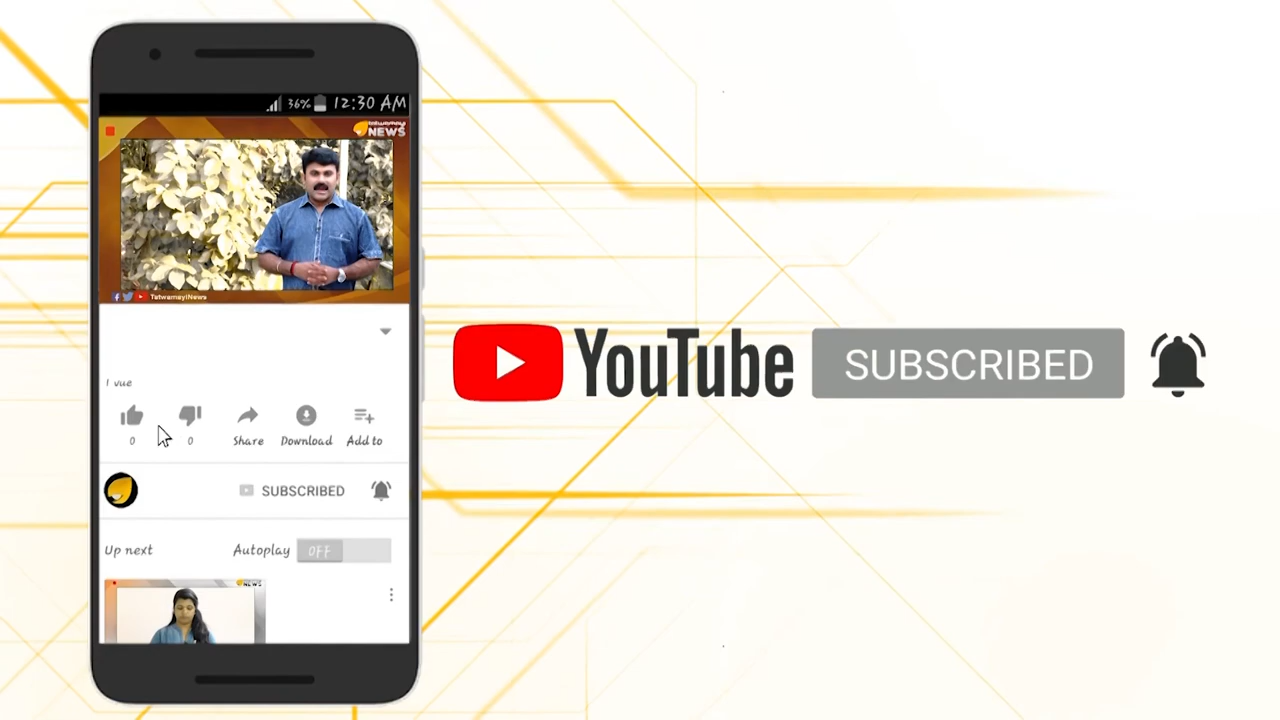 36% 12:30 AM
tatwamayi
NEWS
TatwamayiNews
1 vue
0 0 Share Download Add to
SUBSCRIBED
Up next Autoplay OFF
NEWS
YouTube SUBSCRIBED